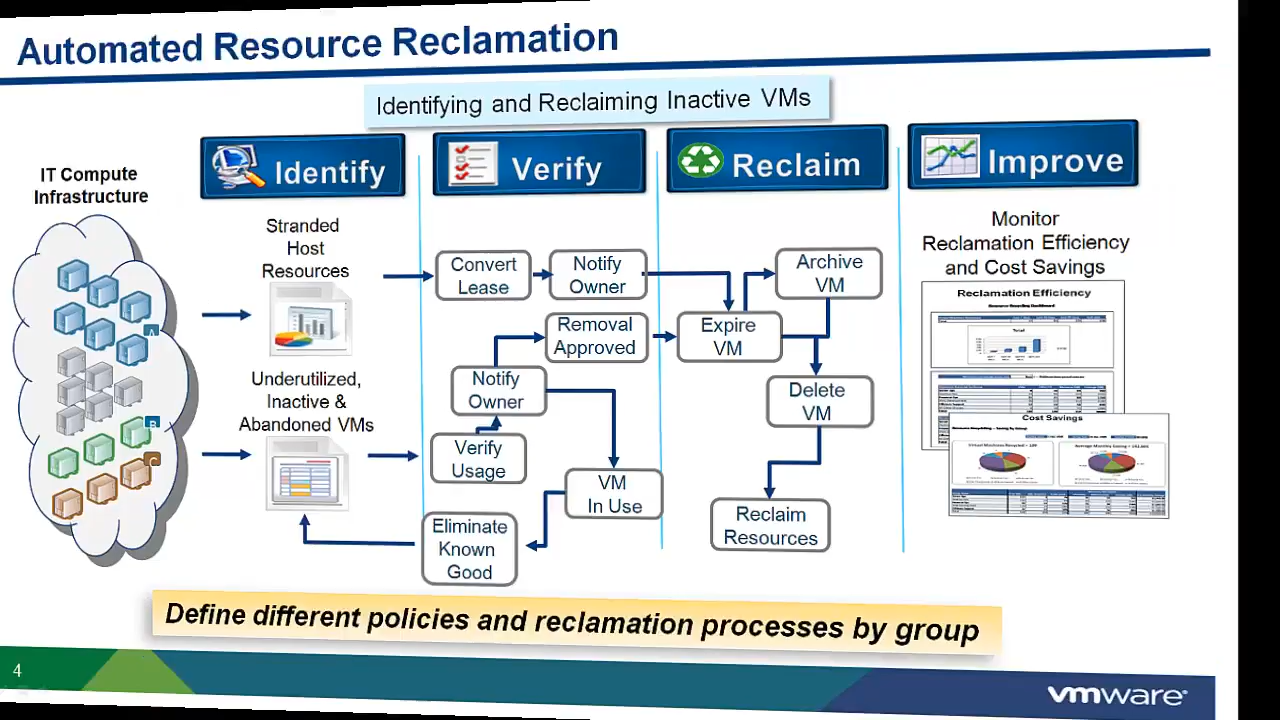 Automated Resource Reclamation
Identifying and Reclaiming Inactive VMs
IT Compute
Infrastructure
A
B
C
Identify
Stranded
Host
Resources
Underutilized,
Inactive &
Abandoned VMs
Verify
Convert
Lease
Notify
Owner
Removal
Approved
Notify
Owner
Verify
Usage
VM
In Use
Eliminate
Known
Good
Reclaim
Archive
VM
Expire
VM
Delete
VM
Reclaim
Resources
Improve
Monitor
Reclamation Efficiency
and Cost Savings
Reclamation Efficiency
Total
Cost Savings
Define different policies and reclamation processes by group
4
vmware